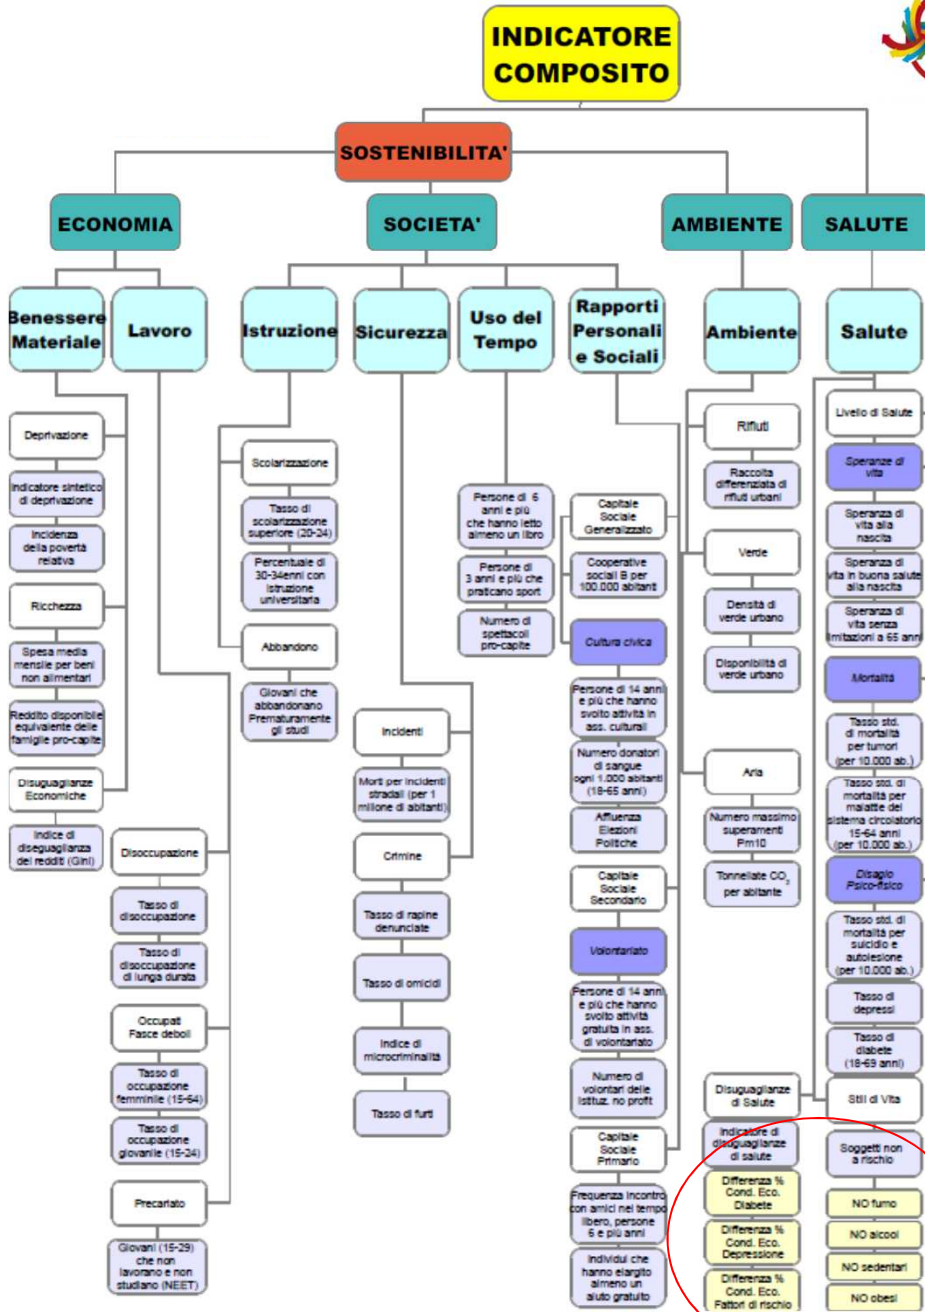 INDICATORE
COMPOSITO
SOSTENIBILITA'
ECONOMIA
SOCIETA'
AMBIENTE
SALUTE
Benessere
Materiale
Lavoro
Istruzione
Sicurezza
Uso del
Tempo
Rapporti
Personali
e Sociali
Ambiente
Salute
Deprivazione
Indicatore sintetico
di deprivazione
Incidenza
della povertà
relativa
Ricchezza
Spesa media
mensile per beni
non alimentari
Reddito disponibile
equivalente delle
famiglie pro-capite
Disuguaglianze
Economiche
Indice di
diseguaglianza
dei redditi (Gini)
Disoccupazione
Tasso di
disoccupazione
Tasso di
disoccupazione
di lunga durata
Occupati
Fasce deboli
Tasso di
occupazione
femminile (15-64)
Tasso di
occupazione
giovanile (15-24)
Precariato
Giovani (15-29)
che non
lavorano e non
studiano (NEET)
Scolarizzazione
Tasso di
scolarizzazione
superiore (20-24)
Percentuale di
30-34enni con
istruzione
universitaria
Abbandono
Giovani che
abbandonano
Prematuramente
gli studi
Incidenti
Morti per incidenti
stradali (per 1
milione di abitanti)
Crimine
Tasso di rapine
denunciate
Tasso di omicidi
Indice di
microcriminalità
Tasso di furti
Persone di 6
anni e più
che hanno letto
almeno un libro
Persone di
3 anni e più che
praticano sport
Numero di
spettacoli
pro-capite
Capitale
Sociale
Generalizzato
Cooperative
sociali B per
100.000 abitanti
Cultura civica
Persone di 14 anni
e più che hanno
svolto attività in
ass. culturali
Numero donatori
di sangue
ogni 1.000 abitanti
(18-65 anni)
Affluenza
Elezioni
Politiche
Capitale
Sociale
Secondario
Volontariato
Persone di 14 anni
e più che hanno
svolto attività
gratuita in ass.
di volontariato
Numero di
volontari delle
istituz. no profit
Capitale
Sociale
Primario
Frequenza incontro
con amici nel tempo
libero, persone
6 e più anni
Individui che
hanno elargito
almeno un
aiuto gratuito
Rifiuti
Raccolta
differenziata di
rifiuti urbani
Verde
Densità di
verde urbano
Disponibilità di
verde urbano
Aria
Numero massimo
superamenti
Pm10
Tonnellate CO₂
per abitante
Disuguaglianze
di Salute
Indicatore di
disuguaglianze
di salute
Differenza %
Cond. Eco.
Diabete
Differenza %
Cond. Eco.
Depressione
Differenza %
Cond. Eco.
Fattori di rischio
Livello di Salute
Speranze di
vita
Speranza di
vita alla
nascita
Speranza di
vita in buona salute
alla nascita
Speranza di
vita senza
limitazioni a 65 anni
Mortalità
Tasso std.
di mortalità
per tumori
(per 10.000 ab.)
Tasso std. di
mortalità per
malattie del
sistema circolatorio
15-64 anni
(per 10.000 ab.)
Disagio
Psico-fisico
Tasso std. di
mortalità per
suicidio e
autolesione
(per 10.000 ab.)
Tasso di
depressi
Tasso di
diabete
(18-69 anni)
Stili di Vita
Soggetti non
a rischio
NO fumo
NO alcool
NO sedentari
NO obesi